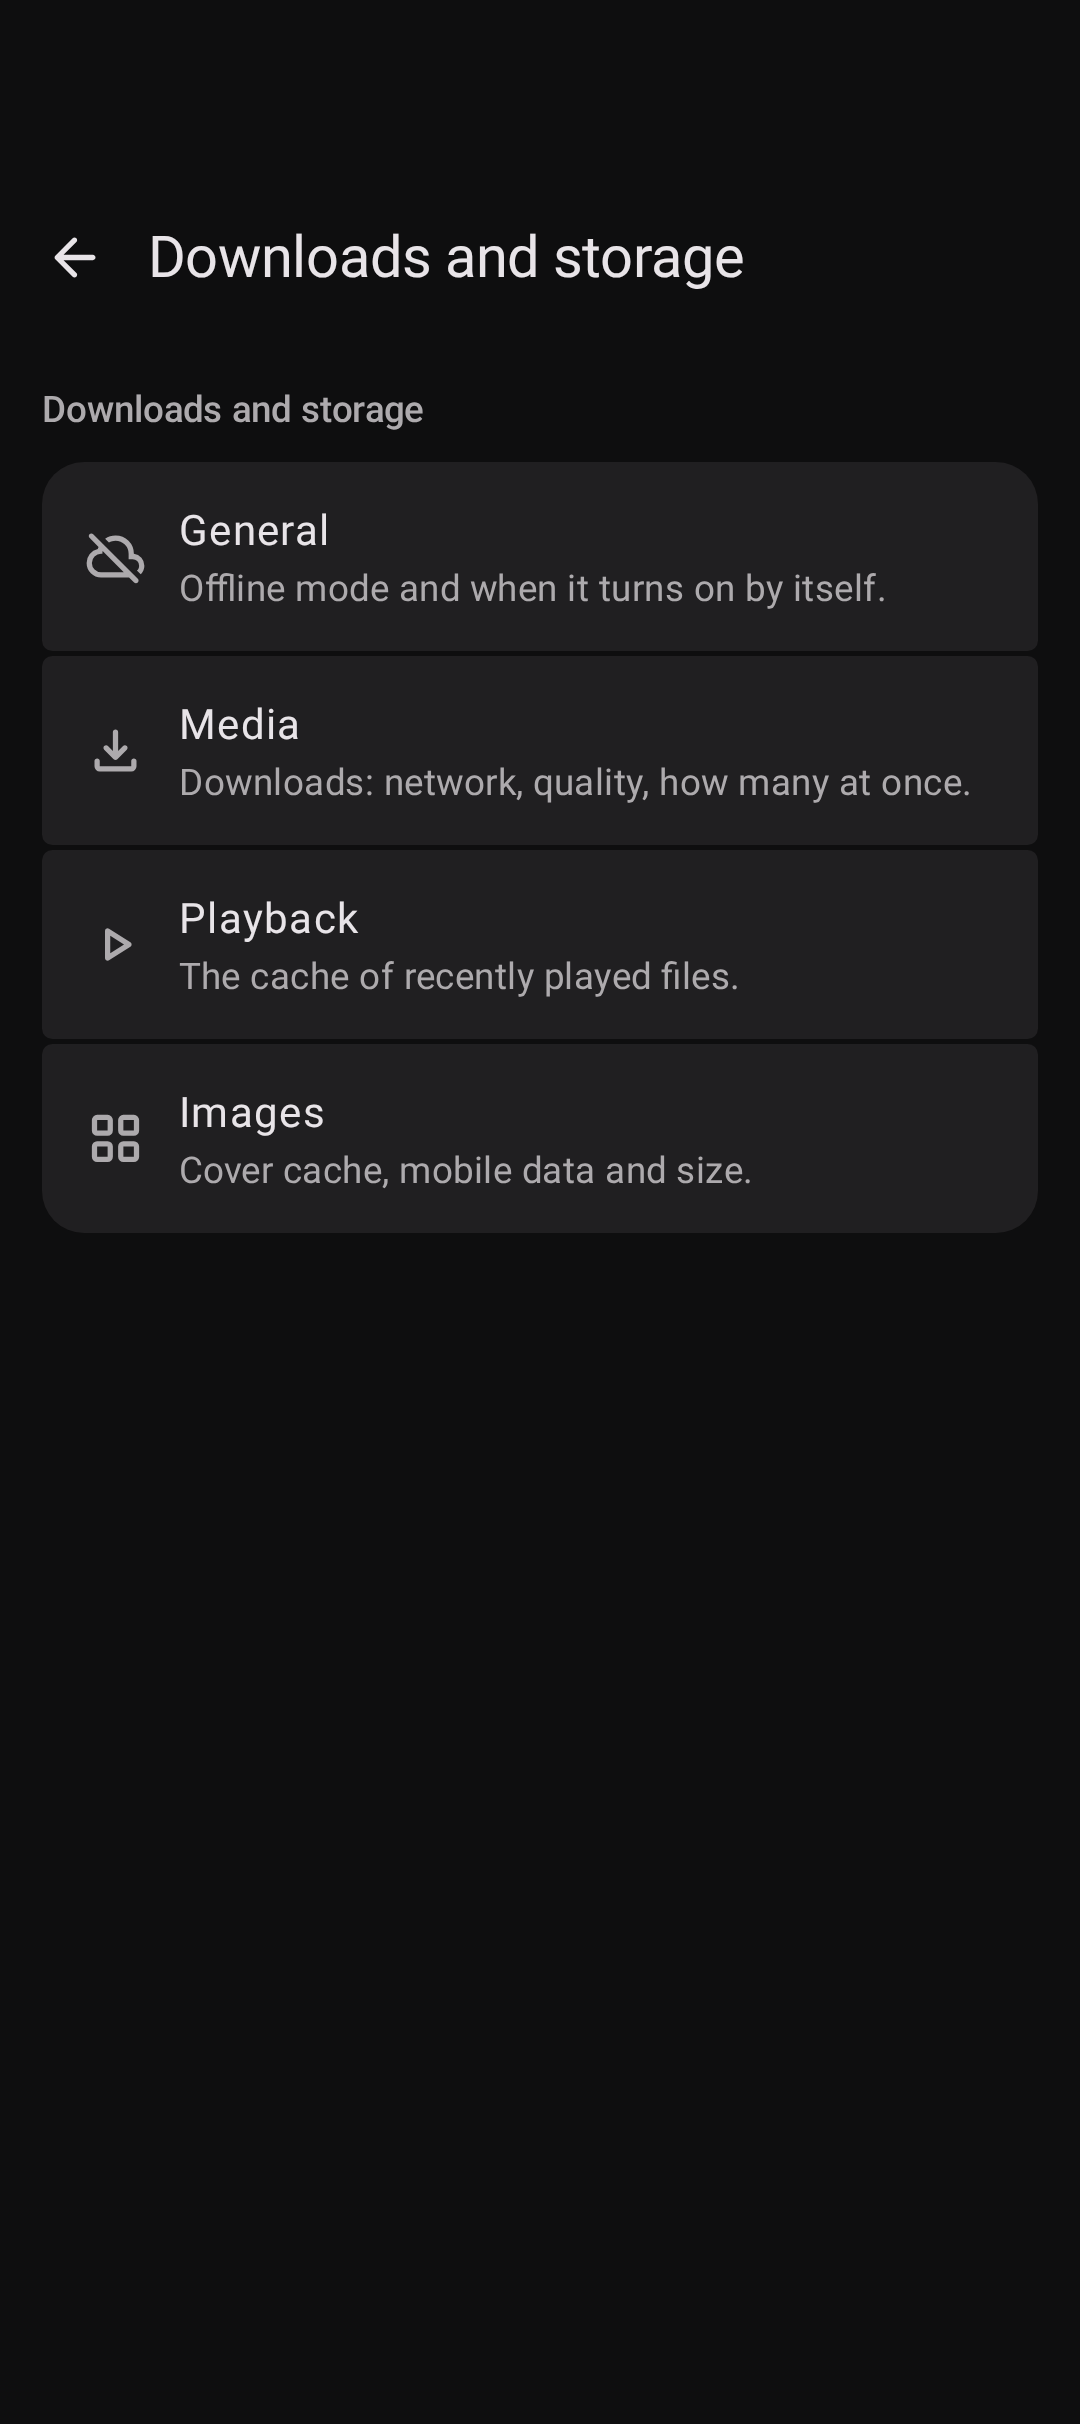 Downloads and storage
Downloads and storage
General
Offline mode and when it turns on by itself.
Media
Downloads: network, quality, how many at once.
Playback
The cache of recently played files.
Images
Cover cache, mobile data and size.